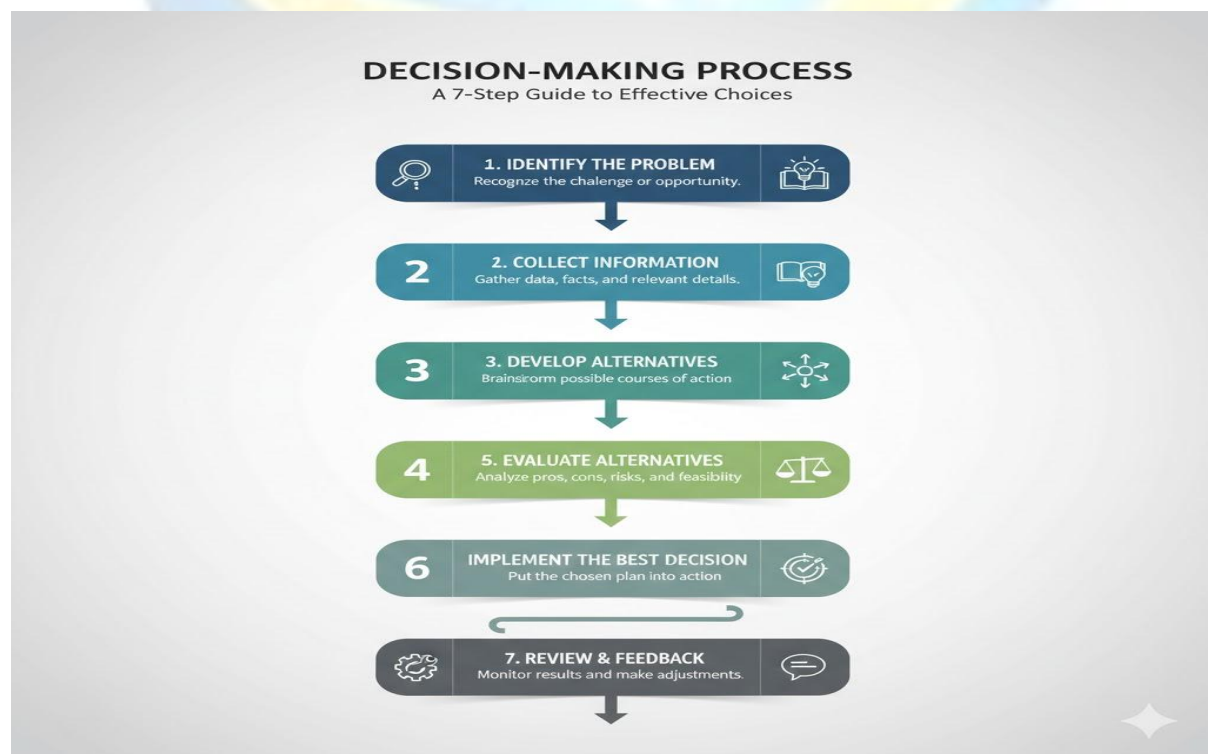 DECISION-MAKING PROCESS
A 7-Step Guide to Effective Choices
1. IDENTIFY THE PROBLEM
Recognze the chalenge or opportunity.
2
2. COLLECT INFORMATION
Gather data, facts, and relevant details.
3
3. DEVELOP ALTERNATIVES
Brainsrorm possible courses of action
4
5. EVALUATE ALTERNATIVES
Analyze pros, cons, risks, and feasibiity
6
IMPLEMENT THE BEST DECISION
Put the chosen plan into action
7. REVIEW & FEEDBACK
Monitor results and make adjustments.